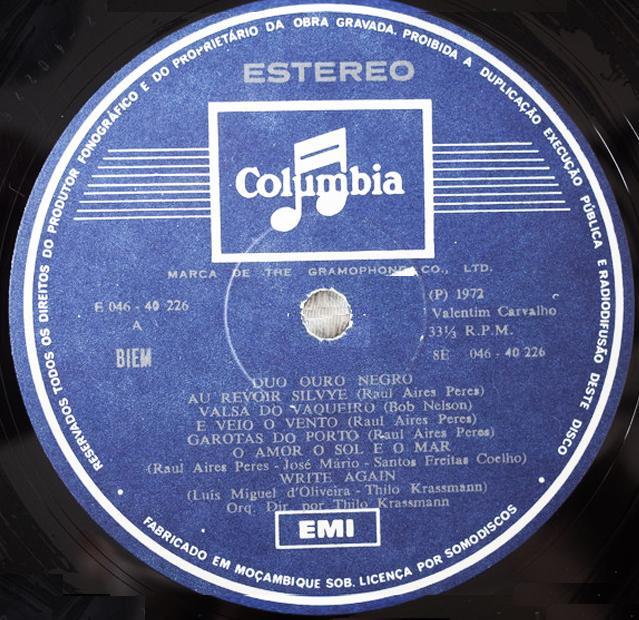 RESERVADOS TODOS OS DIREITOS DO PRODUTOR FONOGRÁFICO E DO PROPRIETÁRIO DA OBRA GRAVADA. PROIBIDA A DUPLICAÇÃO EXECUÇÃO PÚBLICA E RADIODIFUSÃO DESTE DISCO
ESTEREO
Columbia
MARCA DE THE GRAMOPHONE CO., LTD.
E 046 - 40 226
A
BIEM
(P) 1972
Valentim Carvalho
33⅓ R.P.M.
8E 046 - 40 226
DUO OURO NEGRO
AU REVOIR SILVYE (Raul Aires Peres)
VALSA DO VAQUEIRO (Bob Nelson)
E VEIO O VENTO (Raul Aires Peres)
GAROTAS DO PORTO (Raul Aires Peres)
O AMOR O SOL E O MAR
(Raul Aires Peres - José Mário - Santos Freitas Coelho)
WRITE AGAIN
(Luís Miguel d'Oliveira - Thilo Krassmann)
Orq. Dir. por Thilo Krassmann
EMI
FABRICADO EM MOÇAMBIQUE SOB. LICENÇA POR SOMODISCOS